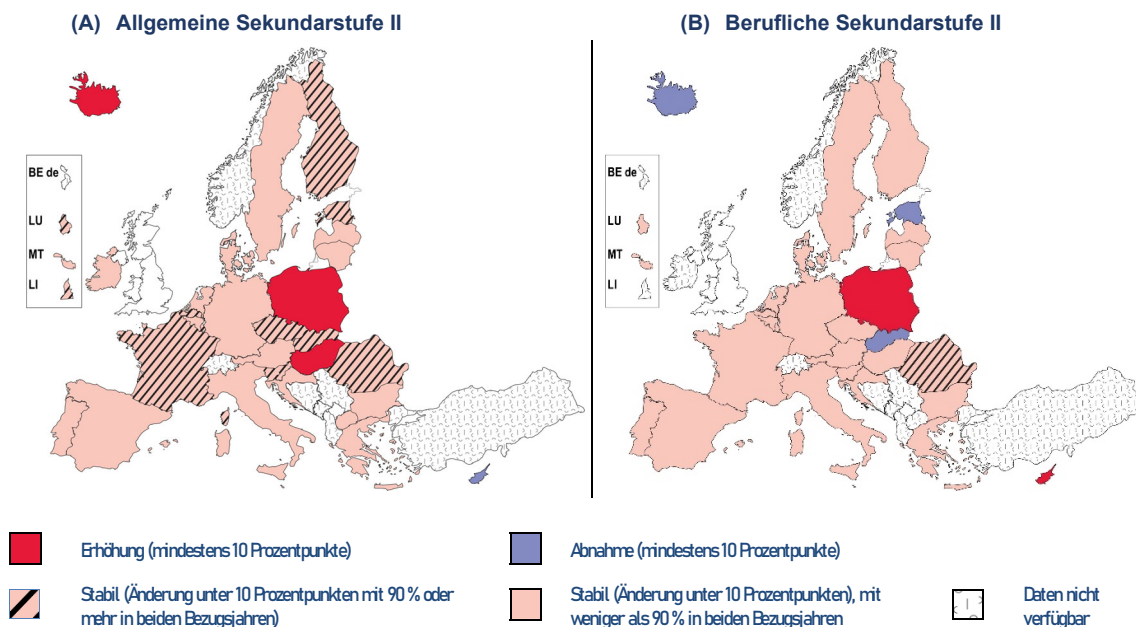 (A) Allgemeine Sekundarstufe II
(B) Berufliche Sekundarstufe II
BE de
LU
MT
LI
BE de
LU
MT
LI
Erhöhung (mindestens 10 Prozentpunkte)
Abnahme (mindestens 10 Prozentpunkte)
Stabil (Änderung unter 10 Prozentpunkten mit 90 % oder
mehr in beiden Bezugsjahren)
Stabil (Änderung unter 10 Prozentpunkten), mit
weniger als 90 % in beiden Bezugsjahren
Daten nicht
verfügbar